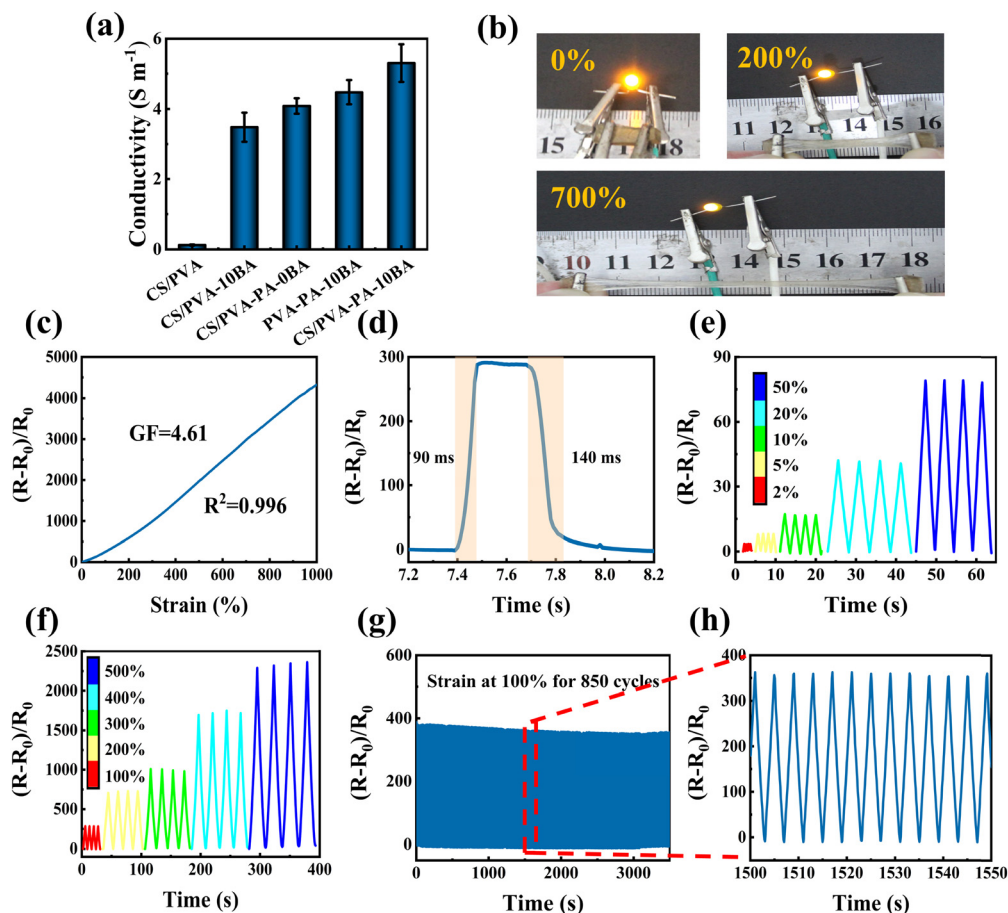 (a)
Conductivity (S m⁻¹)
6
4
2
0
CS/PVA
CS/PVA-10BA
CS/PVA-PA-0BA
PVA-PA-10BA
CS/PVA-PA-10BA
(b)
0%
15 18
200%
11 12 13 14 15 16
700%
9 10 11 12 13 14 15 16 17 18
(c)
(R-R₀)/R₀
5000
4000
3000
2000
1000
0
GF=4.61
R²=0.996
0 200 400 600 800 1000
Strain (%)
(d)
(R-R₀)/R₀
300
200
100
0
90 ms
140 ms
7.2 7.4 7.6 7.8 8.0 8.2
Time (s)
(e)
(R-R₀)/R₀
90
60
30
0
50%
20%
10%
5%
2%
0 10 20 30 40 50 60
Time (s)
(f)
(R-R₀)/R₀
2500
2000
1500
1000
500
0
500%
400%
300%
200%
100%
0 100 200 300 400
Time (s)
(g)
(R-R₀)/R₀
600
400
200
0
Strain at 100% for 850 cycles
0 1000 2000 3000
Time (s)
(h)
(R-R₀)/R₀
400
300
200
100
0
1500 1510 1520 1530 1540 1550
Time (s)